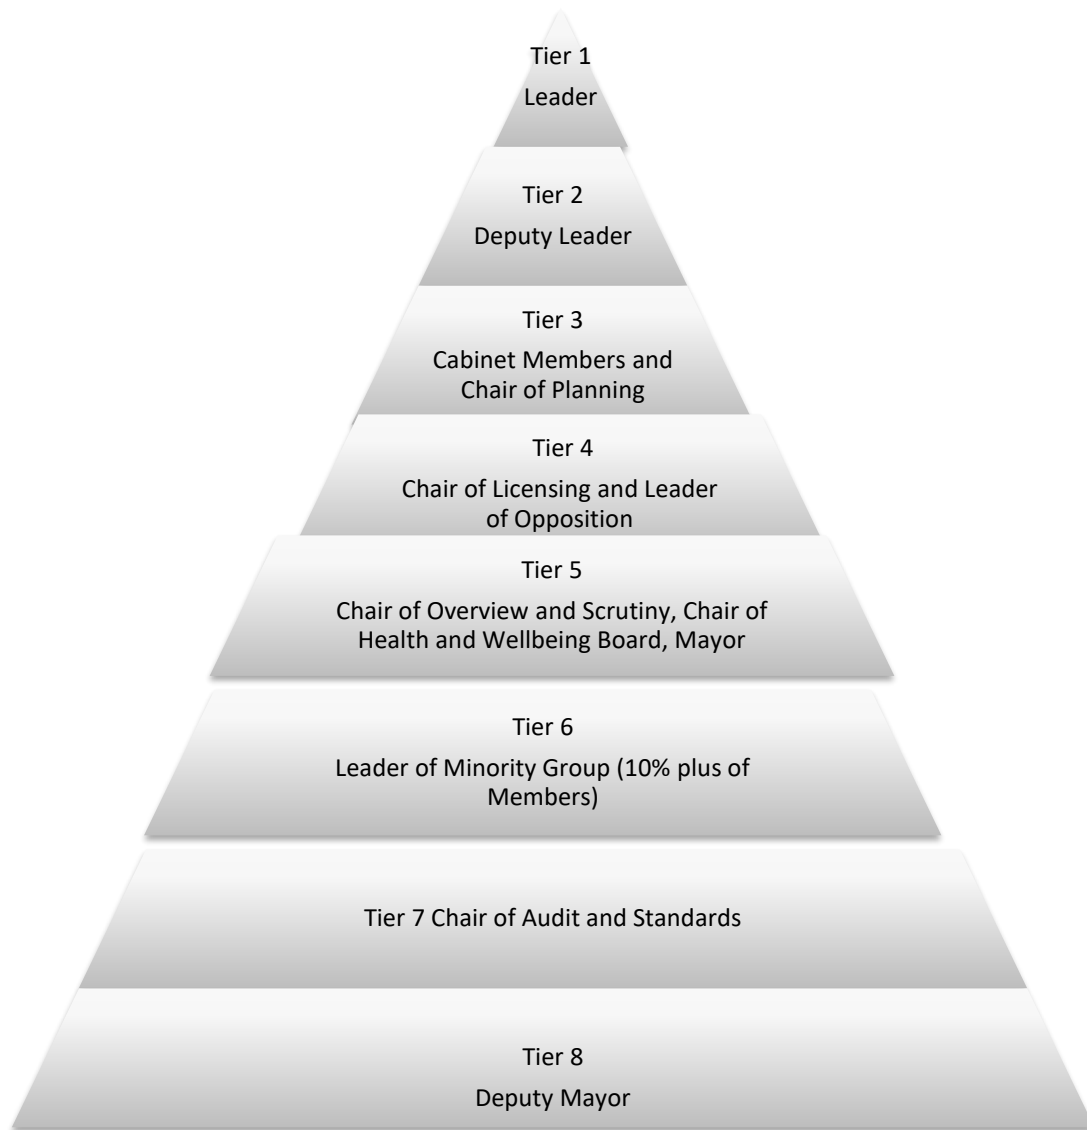 Tier 1
Leader
Tier 2
Deputy Leader
Tier 3
Cabinet Members and
Chair of Planning
Tier 4
Chair of Licensing and Leader
of Opposition
Tier 5
Chair of Overview and Scrutiny, Chair of
Health and Wellbeing Board, Mayor
Tier 6
Leader of Minority Group (10% plus of
Members)
Tier 7 Chair of Audit and Standards
Tier 8
Deputy Mayor